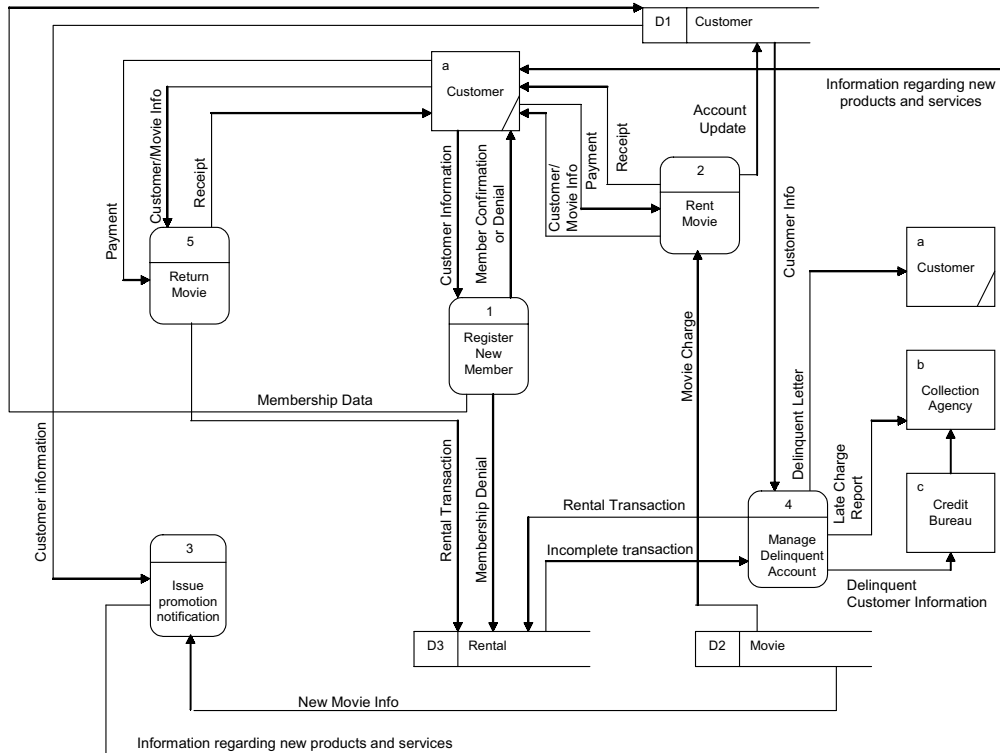 D1 Customer
a
Customer
Information regarding new
products and services
Account
Update
Customer/Movie Info
Receipt
Payment
Customer Information
Member Confirmation
or Denial
Customer/
Movie Info
Payment
Receipt
2
Rent
Movie
Customer Info
5
Return
Movie
a
Customer
1
Register
New
Member
Movie Charge
Delinquent Letter
b
Collection
Agency
Membership Data
Customer information
Rental Transaction
Membership Denial
Late Charge
Report
c
Credit
Bureau
Rental Transaction
4
Manage
Delinquent
Account
Incomplete transaction
3
Issue
promotion
notification
Delinquent
Customer Information
D3 Rental
D2 Movie
New Movie Info
Information regarding new products and services